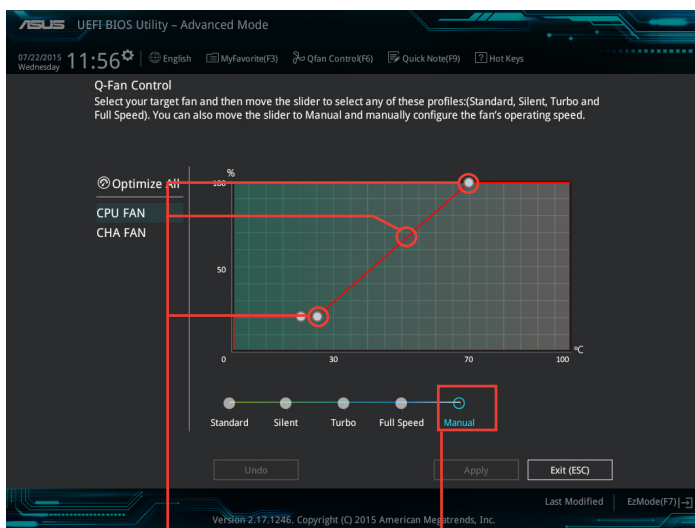 ASUS UEFI BIOS Utility – Advanced Mode
07/22/2015 Wednesday 11:56 English MyFavorite(F3) Qfan Control(F6) Quick Note(F9) ? Hot Keys
Q-Fan Control
Select your target fan and then move the slider to select any of these profiles:(Standard, Silent, Turbo and
Full Speed). You can also move the slider to Manual and manually configure the fan's operating speed.
Optimize All
CPU FAN
CHA FAN
%
100
50
0 30 70 100 °C
Standard Silent Turbo Full Speed Manual
Undo Apply Exit (ESC)
Last Modified EzMode(F7)
Version 2.17.1246. Copyright (C) 2015 American Megatrends, Inc.